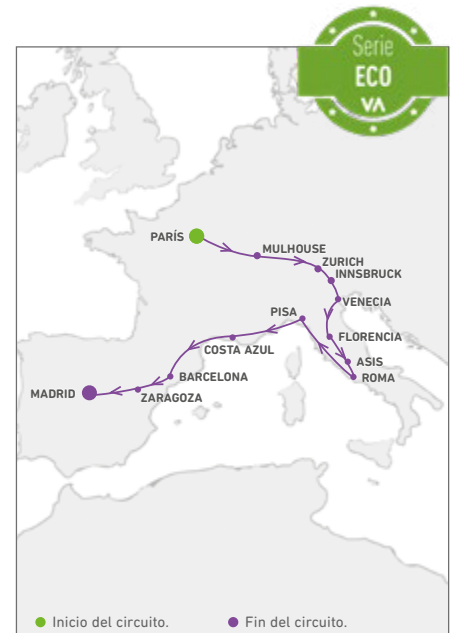 Serie
ECO
VA
PARÍS
MULHOUSE
ZURICH
INNSBRUCK
VENECIA
PISA
FLORENCIA
COSTA AZUL
ASIS
BARCELONA
ROMA
MADRID
ZARAGOZA
Inicio del circuito.
Fin del circuito.